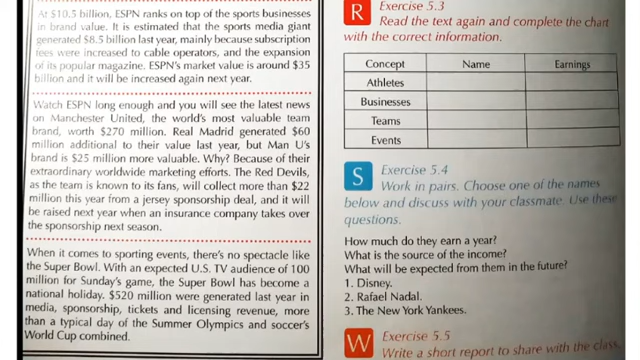 At $10.5 billion, ESPN ranks on top of the sports businesses
in brand value. It is estimated that the sports media giant
generated $8.5 billion last year, mainly because subscription
fees were increased to cable operators, and the expansion
of its popular magazine. ESPN's market value is around $35
billion and it will be increased again next year.
Watch ESPN long enough and you will see the latest news
on Manchester United, the world's most valuable team
brand, worth $270 million. Real Madrid generated $60
million additional to their value last year, but Man U's
brand is $25 million more valuable. Why? Because of their
extraordinary worldwide marketing efforts. The Red Devils,
as the team is known to its fans, will collect more than $22
million this year from a jersey sponsorship deal, and it will
be raised next year when an insurance company takes over
the sponsorship next season.
When it comes to sporting events, there's no spectacle like
the Super Bowl. With an expected U.S. TV audience of 100
million for Sunday's game, the Super Bowl has become a
national holiday. $520 million were generated last year in
media, sponsorship, tickets and licensing revenue, more
than a typical day of the Summer Olympics and soccer's
World Cup combined.
R Exercise 5.3
Read the text again and complete the chart
with the correct information.
Concept Name Earnings
Athletes
Businesses
Teams
Events
S Exercise 5.4
Work in pairs. Choose one of the names
below and discuss with your classmate. Use these
questions.
How much do they earn a year?
What is the source of the income?
What will be expected from them in the future?
1. Disney.
2. Rafael Nadal.
3. The New York Yankees.
W Exercise 5.5
Write a short report to share with the class,